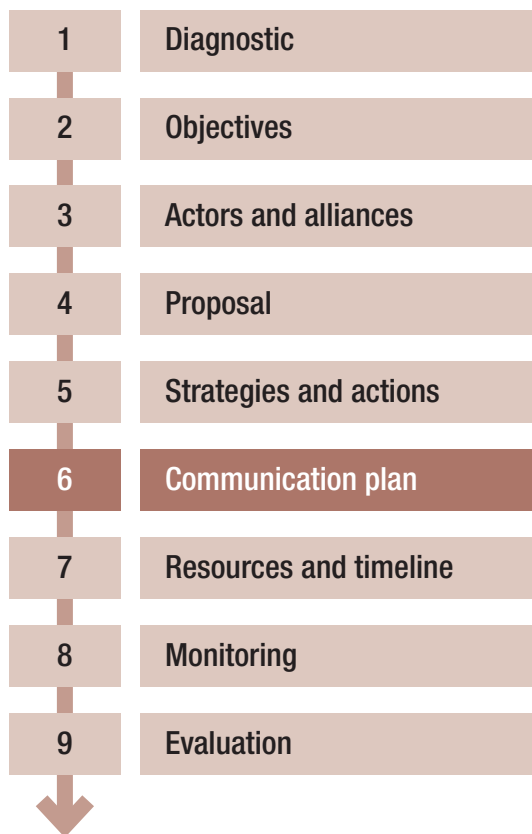 1 Diagnostic
2 Objectives
3 Actors and alliances
4 Proposal
5 Strategies and actions
6 Communication plan
7 Resources and timeline
8 Monitoring
9 Evaluation